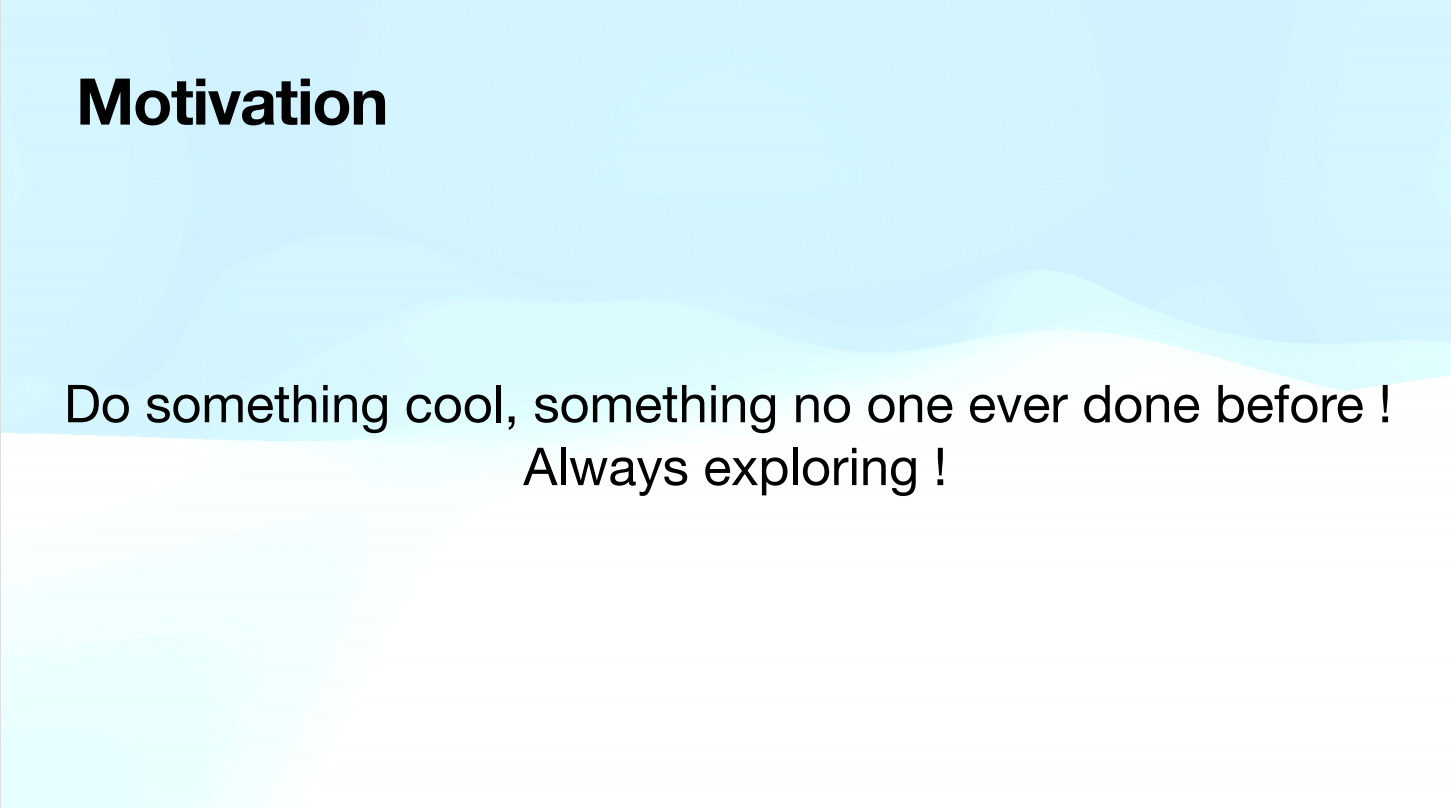 Motivation
Do something cool, something no one ever done before !
Always exploring !